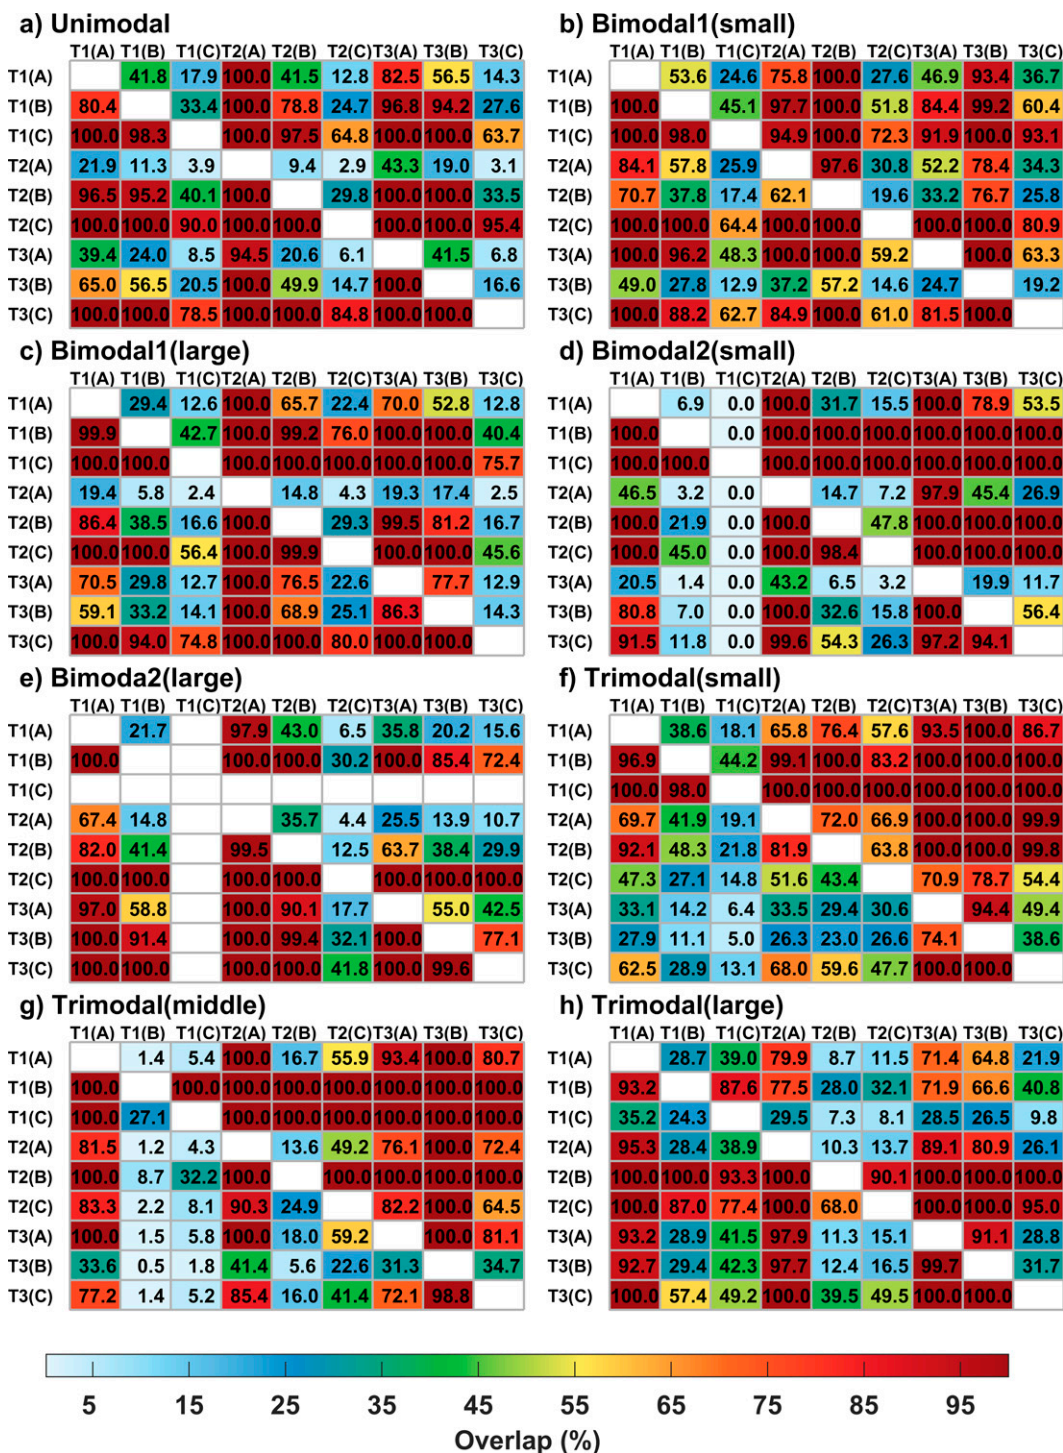 a) Unimodal
T1(A) T1(B) T1(C) T2(A) T2(B) T2(C) T3(A) T3(B) T3(C)
T1(A) 41.8 17.9 100.0 41.5 12.8 82.5 56.5 14.3
T1(B) 80.4 33.4 100.0 78.8 24.7 96.8 94.2 27.6
T1(C) 100.0 98.3 100.0 97.5 64.8 100.0 100.0 63.7
T2(A) 21.9 11.3 3.9 9.4 2.9 43.3 19.0 3.1
T2(B) 96.5 95.2 40.1 100.0 29.8 100.0 100.0 33.5
T2(C) 100.0 100.0 90.0 100.0 100.0 100.0 100.0 95.4
T3(A) 39.4 24.0 8.5 94.5 20.6 6.1 41.5 6.8
T3(B) 65.0 56.5 20.5 100.0 49.9 14.7 100.0 16.6
T3(C) 100.0 100.0 78.5 100.0 100.0 84.8 100.0 100.0
b) Bimodal1(small)
T1(A) T1(B) T1(C) T2(A) T2(B) T2(C) T3(A) T3(B) T3(C)
T1(A) 53.6 24.6 75.8 100.0 27.6 46.9 93.4 36.7
T1(B) 100.0 45.1 97.7 100.0 51.8 84.4 99.2 60.4
T1(C) 100.0 98.0 94.9 100.0 72.3 91.9 100.0 93.1
T2(A) 84.1 57.8 25.9 97.6 30.8 52.2 78.4 34.3
T2(B) 70.7 37.8 17.4 62.1 19.6 33.2 76.7 25.8
T2(C) 100.0 100.0 64.4 100.0 100.0 100.0 100.0 80.9
T3(A) 100.0 96.2 48.3 100.0 100.0 59.2 100.0 63.3
T3(B) 49.0 27.8 12.9 37.2 57.2 14.6 24.7 19.2
T3(C) 100.0 88.2 62.7 84.9 100.0 61.0 81.5 100.0
c) Bimodal1(large)
T1(A) T1(B) T1(C) T2(A) T2(B) T2(C) T3(A) T3(B) T3(C)
T1(A) 29.4 12.6 100.0 65.7 22.4 70.0 52.8 12.8
T1(B) 99.9 42.7 100.0 99.2 76.0 100.0 100.0 40.4
T1(C) 100.0 100.0 100.0 100.0 100.0 100.0 100.0 75.7
T2(A) 19.4 5.8 2.4 14.8 4.3 19.3 17.4 2.5
T2(B) 86.4 38.5 16.6 100.0 29.3 99.5 81.2 16.7
T2(C) 100.0 100.0 56.4 100.0 99.9 100.0 100.0 45.6
T3(A) 70.5 29.8 12.7 100.0 76.5 22.6 77.7 12.9
T3(B) 59.1 33.2 14.1 100.0 68.9 25.1 86.3 14.3
T3(C) 100.0 94.0 74.8 100.0 100.0 80.0 100.0 100.0
d) Bimodal2(small)
T1(A) T1(B) T1(C) T2(A) T2(B) T2(C) T3(A) T3(B) T3(C)
T1(A) 6.9 0.0 100.0 31.7 15.5 100.0 78.9 53.5
T1(B) 100.0 0.0 100.0 100.0 100.0 100.0 100.0 100.0
T1(C) 100.0 100.0 100.0 100.0 100.0 100.0 100.0 100.0
T2(A) 46.5 3.2 0.0 14.7 7.2 97.9 45.4 26.9
T2(B) 100.0 21.9 0.0 100.0 47.8 100.0 100.0 100.0
T2(C) 100.0 45.0 0.0 100.0 98.4 100.0 100.0 100.0
T3(A) 20.5 1.4 0.0 43.2 6.5 3.2 19.9 11.7
T3(B) 80.8 7.0 0.0 100.0 32.6 15.8 100.0 56.4
T3(C) 91.5 11.8 0.0 99.6 54.3 26.3 97.2 94.1
e) Bimoda2(large)
T1(A) T1(B) T1(C) T2(A) T2(B) T2(C) T3(A) T3(B) T3(C)
T1(A) 21.7 97.9 43.0 6.5 35.8 20.2 15.6
T1(B) 100.0 100.0 100.0 30.2 100.0 85.4 72.4
T1(C)
T2(A) 67.4 14.8 35.7 4.4 25.5 13.9 10.7
T2(B) 82.0 41.4 99.5 12.5 63.7 38.4 29.9
T2(C) 100.0 100.0 100.0 100.0 100.0 100.0 100.0
T3(A) 97.0 58.8 100.0 90.1 17.7 55.0 42.5
T3(B) 100.0 91.4 100.0 99.4 32.1 100.0 77.1
T3(C) 100.0 100.0 100.0 100.0 41.8 100.0 99.6
f) Trimodal(small)
T1(A) T1(B) T1(C) T2(A) T2(B) T2(C) T3(A) T3(B) T3(C)
T1(A) 38.6 18.1 65.8 76.4 57.6 93.5 100.0 86.7
T1(B) 96.9 44.2 99.1 100.0 83.2 100.0 100.0 100.0
T1(C) 100.0 98.0 100.0 100.0 100.0 100.0 100.0 100.0
T2(A) 69.7 41.9 19.1 72.0 66.9 100.0 100.0 99.9
T2(B) 92.1 48.3 21.8 81.9 63.8 100.0 100.0 99.8
T2(C) 47.3 27.1 14.8 51.6 43.4 70.9 78.7 54.4
T3(A) 33.1 14.2 6.4 33.5 29.4 30.6 94.4 49.4
T3(B) 27.9 11.1 5.0 26.3 23.0 26.6 74.1 38.6
T3(C) 62.5 28.9 13.1 68.0 59.6 47.7 100.0 100.0
g) Trimodal(middle)
T1(A) T1(B) T1(C) T2(A) T2(B) T2(C) T3(A) T3(B) T3(C)
T1(A) 1.4 5.4 100.0 16.7 55.9 93.4 100.0 80.7
T1(B) 100.0 100.0 100.0 100.0 100.0 100.0 100.0 100.0
T1(C) 100.0 27.1 100.0 100.0 100.0 100.0 100.0 100.0
T2(A) 81.5 1.2 4.3 13.6 49.2 76.1 100.0 72.4
T2(B) 100.0 8.7 32.2 100.0 100.0 100.0 100.0 100.0
T2(C) 83.3 2.2 8.1 90.3 24.9 82.2 100.0 64.5
T3(A) 100.0 1.5 5.8 100.0 18.0 59.2 100.0 81.1
T3(B) 33.6 0.5 1.8 41.4 5.6 22.6 31.3 34.7
T3(C) 77.2 1.4 5.2 85.4 16.0 41.4 72.1 98.8
h) Trimodal(large)
T1(A) T1(B) T1(C) T2(A) T2(B) T2(C) T3(A) T3(B) T3(C)
T1(A) 28.7 39.0 79.9 8.7 11.5 71.4 64.8 21.9
T1(B) 93.2 87.6 77.5 28.0 32.1 71.9 66.6 40.8
T1(C) 35.2 24.3 29.5 7.3 8.1 28.5 26.5 9.8
T2(A) 95.3 28.4 38.9 10.3 13.7 89.1 80.9 26.1
T2(B) 100.0 100.0 93.3 100.0 90.1 100.0 100.0 100.0
T2(C) 100.0 87.0 77.4 100.0 68.0 100.0 100.0 95.0
T3(A) 93.2 28.9 41.5 97.9 11.3 15.1 91.1 28.8
T3(B) 92.7 29.4 42.3 97.7 12.4 16.5 99.7 31.7
T3(C) 100.0 57.4 49.2 100.0 39.5 49.5 100.0 100.0
5 15 25 35 45 55 65 75 85 95
Overlap (%)